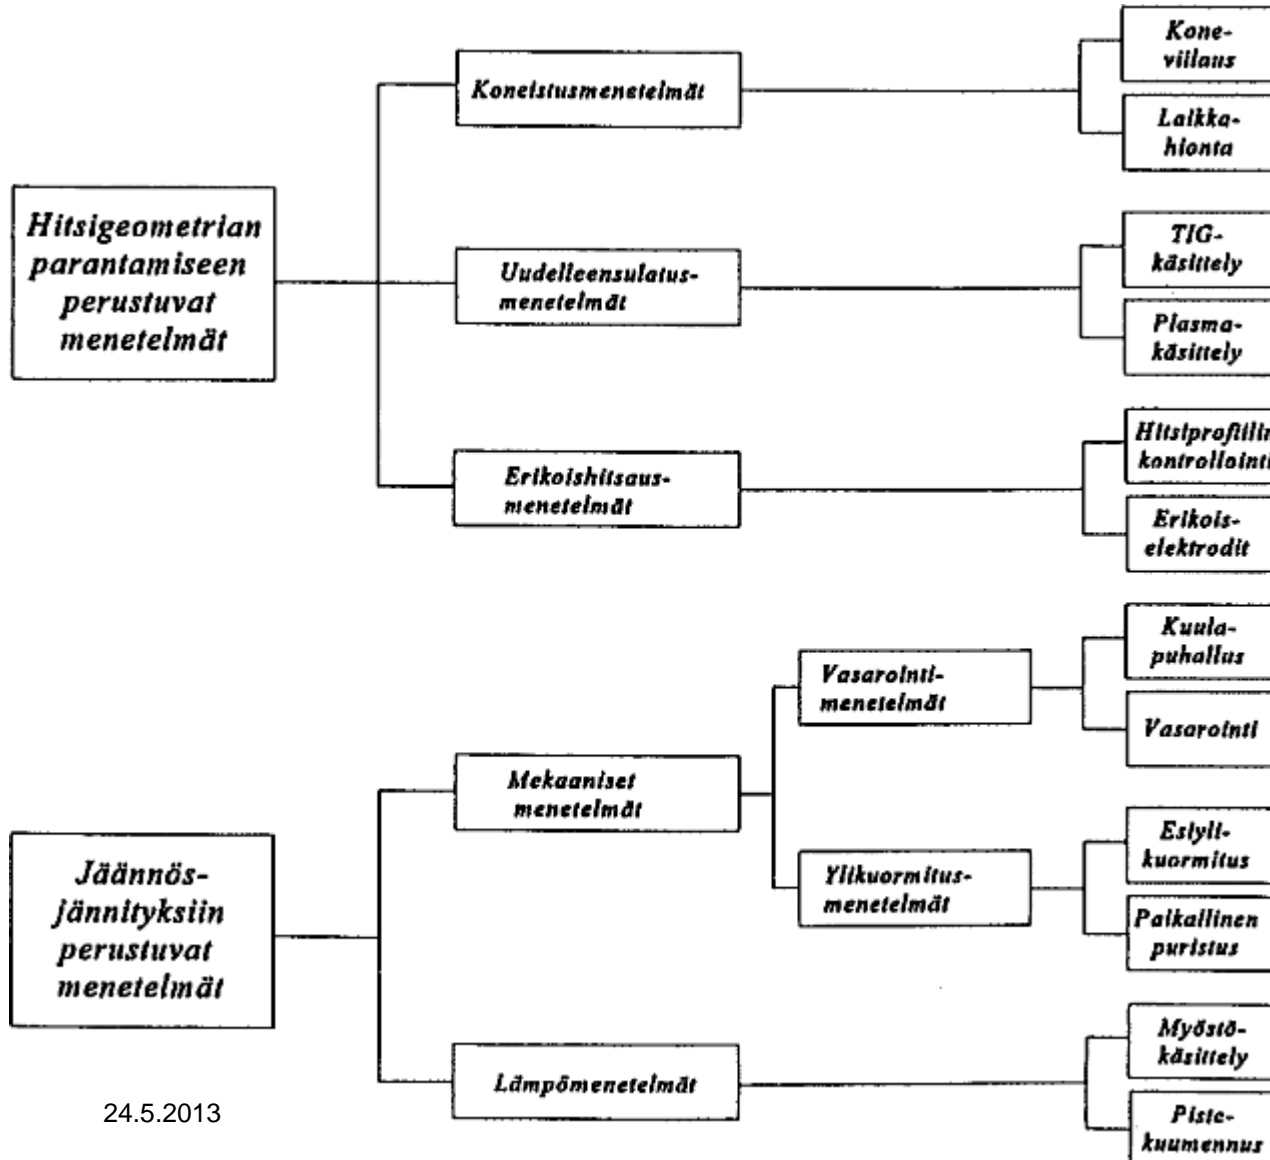 Kone-
viilaus
Koneistusmenetelmät
Laikka-
hionta
Hitsigeometrian
parantamiseen
perustuvat
menetelmät
TIG-
käsittely
Uudelleensulatus-
menetelmät
Plasma-
käsittely
Hitsiprofiilin
kontrollointi
Erikoishitsaus-
menetelmät
Erikois-
elektrodit
Kuula-
puhallus
Vasarointi-
menetelmät
Vasarointi
Mekaaniset
menetelmät
Esiyli-
kuormitus
Ylikuormitus-
menetelmät
Paikallinen
puristus
Jäännös-
jännityksiin
perustuvat
menetelmät
Myöstö-
käsittely
Lämpömenetelmät
Piste-
kuumennus
24.5.2013